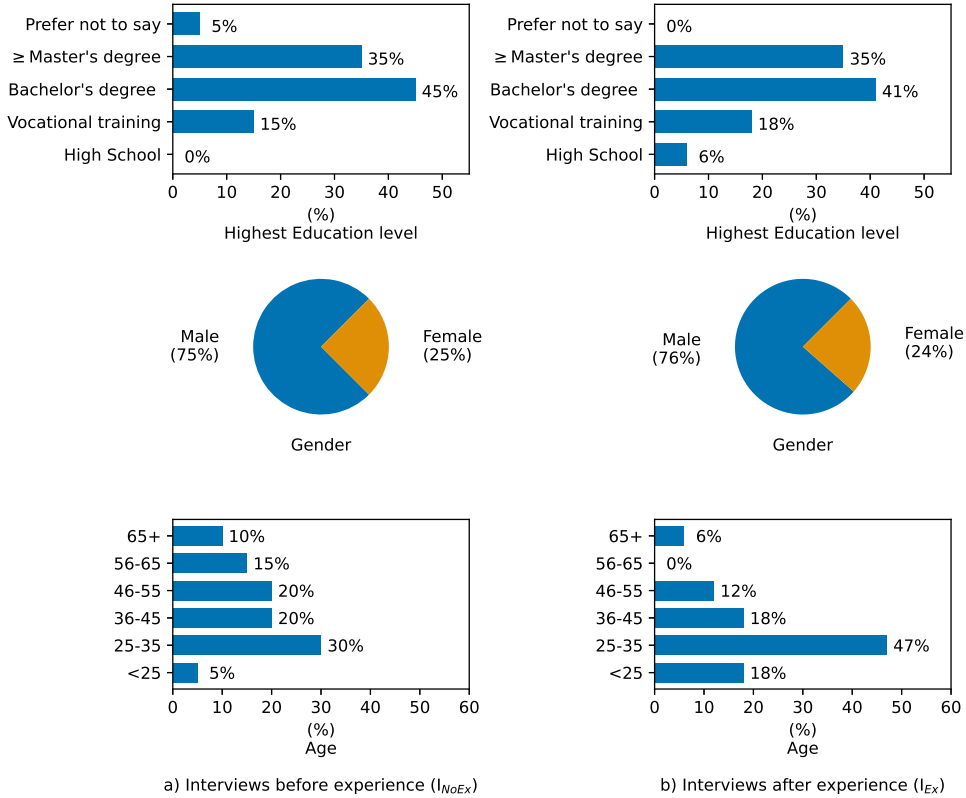 Prefer not to say 5%
≥ Master's degree 35%
Bachelor's degree 45%
Vocational training 15%
High School 0%
0 10 20 30 40 50
(%)
Highest Education level
Prefer not to say 0%
≥ Master's degree 35%
Bachelor's degree 41%
Vocational training 18%
High School 6%
0 10 20 30 40 50
(%)
Highest Education level
Male
(75%)
Female
(25%)
Gender
Male
(76%)
Female
(24%)
Gender
65+ 10%
56-65 15%
46-55 20%
36-45 20%
25-35 30%
<25 5%
0 10 20 30 40 50 60
(%)
Age
65+ 6%
56-65 0%
46-55 12%
36-45 18%
25-35 47%
<25 18%
0 10 20 30 40 50 60
(%)
Age
a) Interviews before experience (I_NoEx)
b) Interviews after experience (I_Ex)